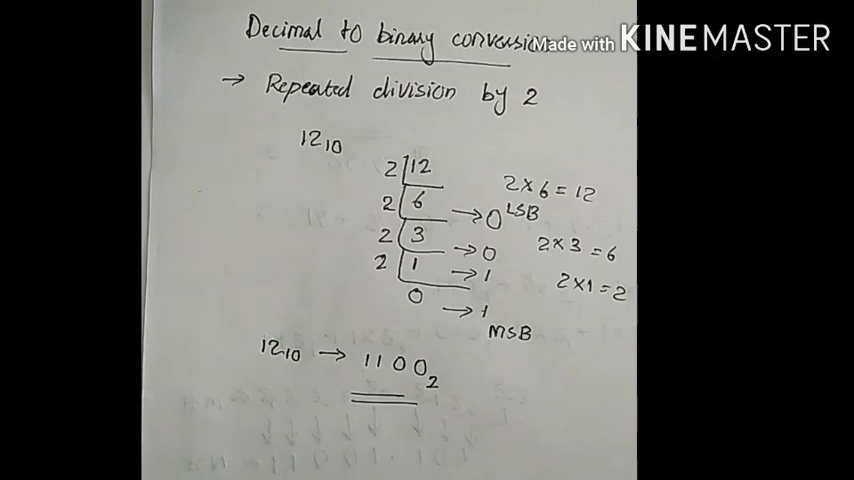 Decimal to binary conversion
Made with KINEMASTER
→ Repeated division by 2
12₁₀
2 12
2 × 6 = 12
2 6 → 0 LSB
2 3 → 0
2 × 3 = 6
2 1 → 1
2 × 1 = 2
0 → 1
MSB
12₁₀ → 1100₂